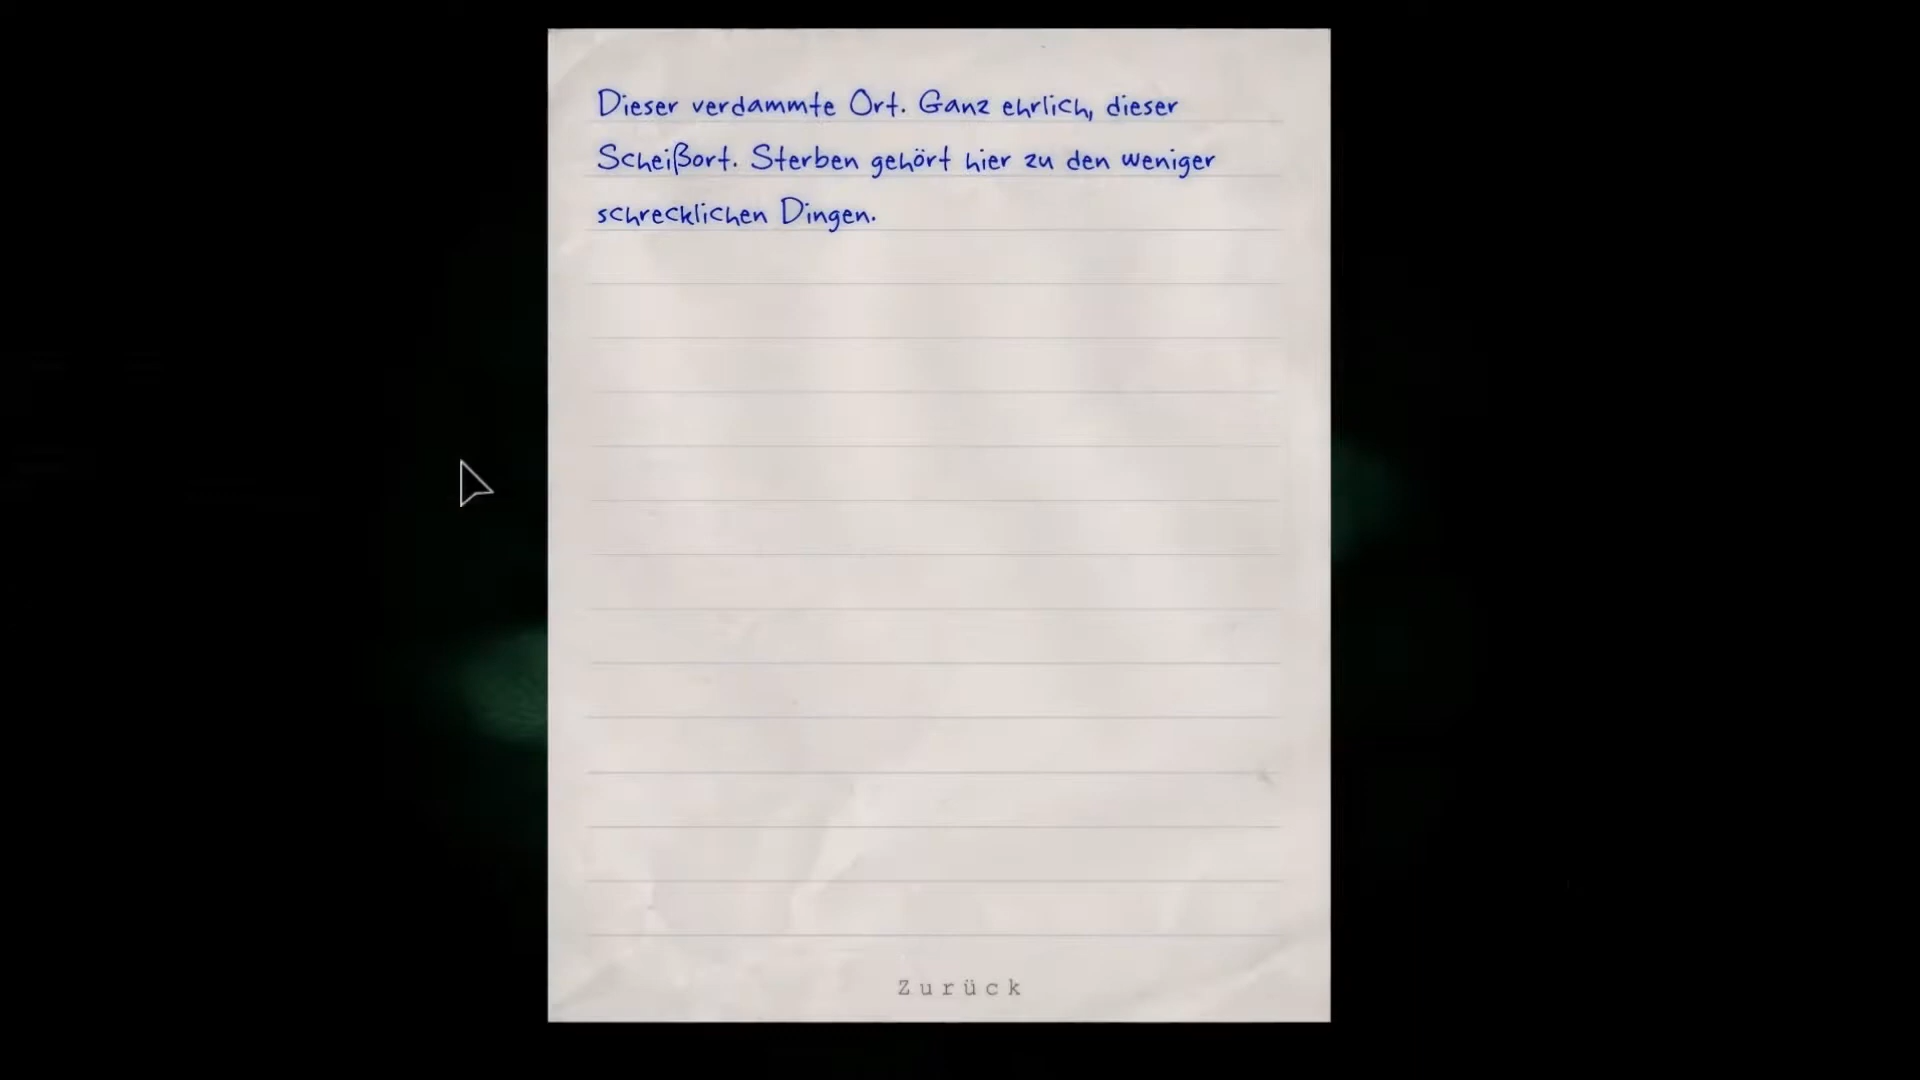 Dieser verdammte Ort. Ganz ehrlich, dieser
Scheißort. Sterben gehört hier zu den weniger
schrecklichen Dingen.
Zurück